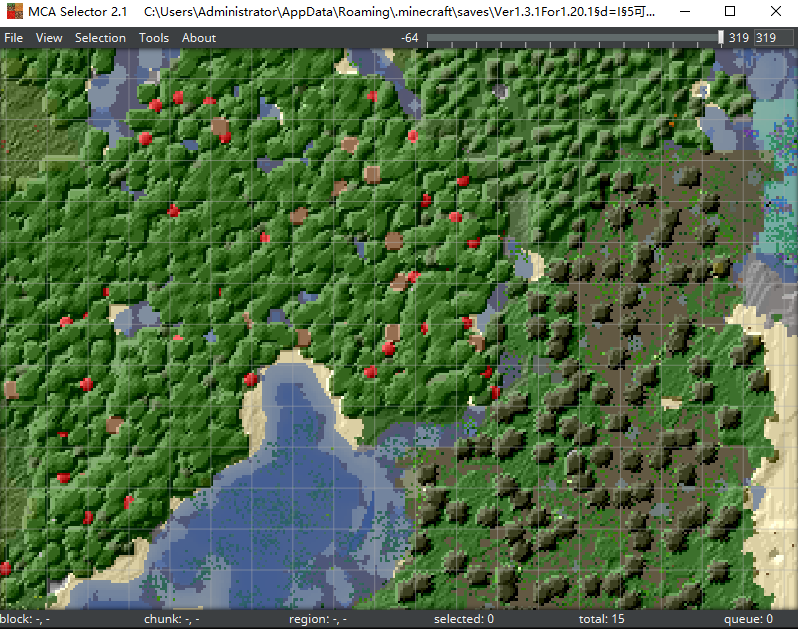 MCA Selector 2.1 C:\Users\Administrator\AppData\Roaming\.minecraft\saves\Ver1.3.1For1.20.1§d=l§5可...
File View Selection Tools About -64 319 319
block: -, - chunk: -, - region: -, - selected: 0 total: 15 queue: 0